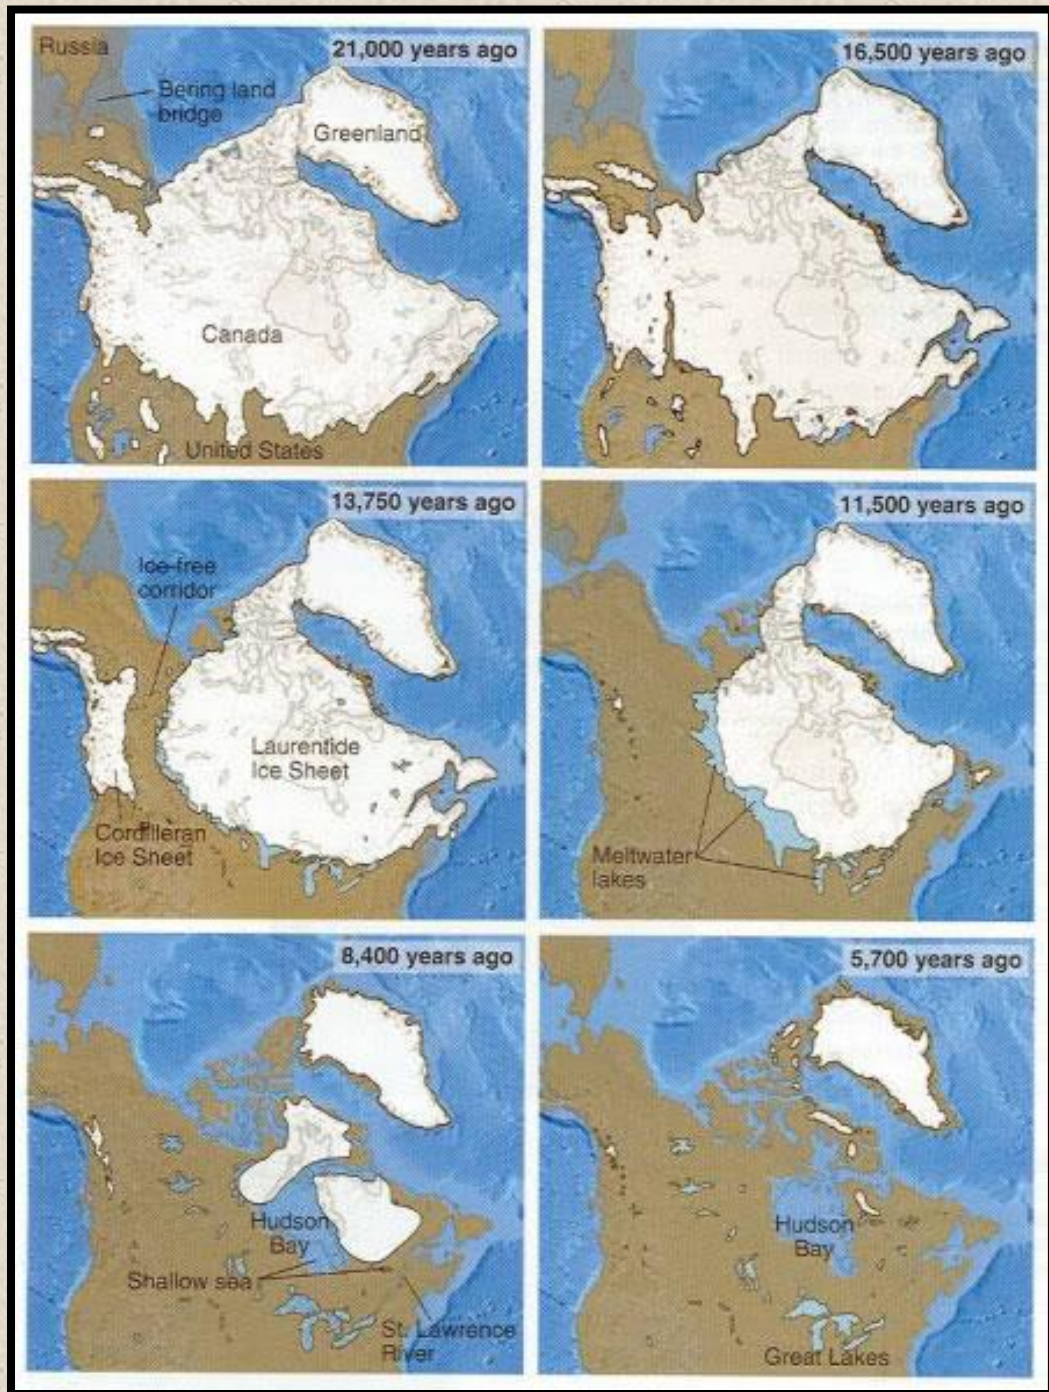 Russia
21,000 years ago
Bering land
bridge
Greenland
Canada
United States
16,500 years ago
13,750 years ago
Ice-free
corridor
Laurentide
Ice Sheet
Cordilleran
Ice Sheet
11,500 years ago
Meltwater
lakes
8,400 years ago
Hudson
Bay
Shallow sea
St. Lawrence
River
5,700 years ago
Hudson
Bay
Great Lakes